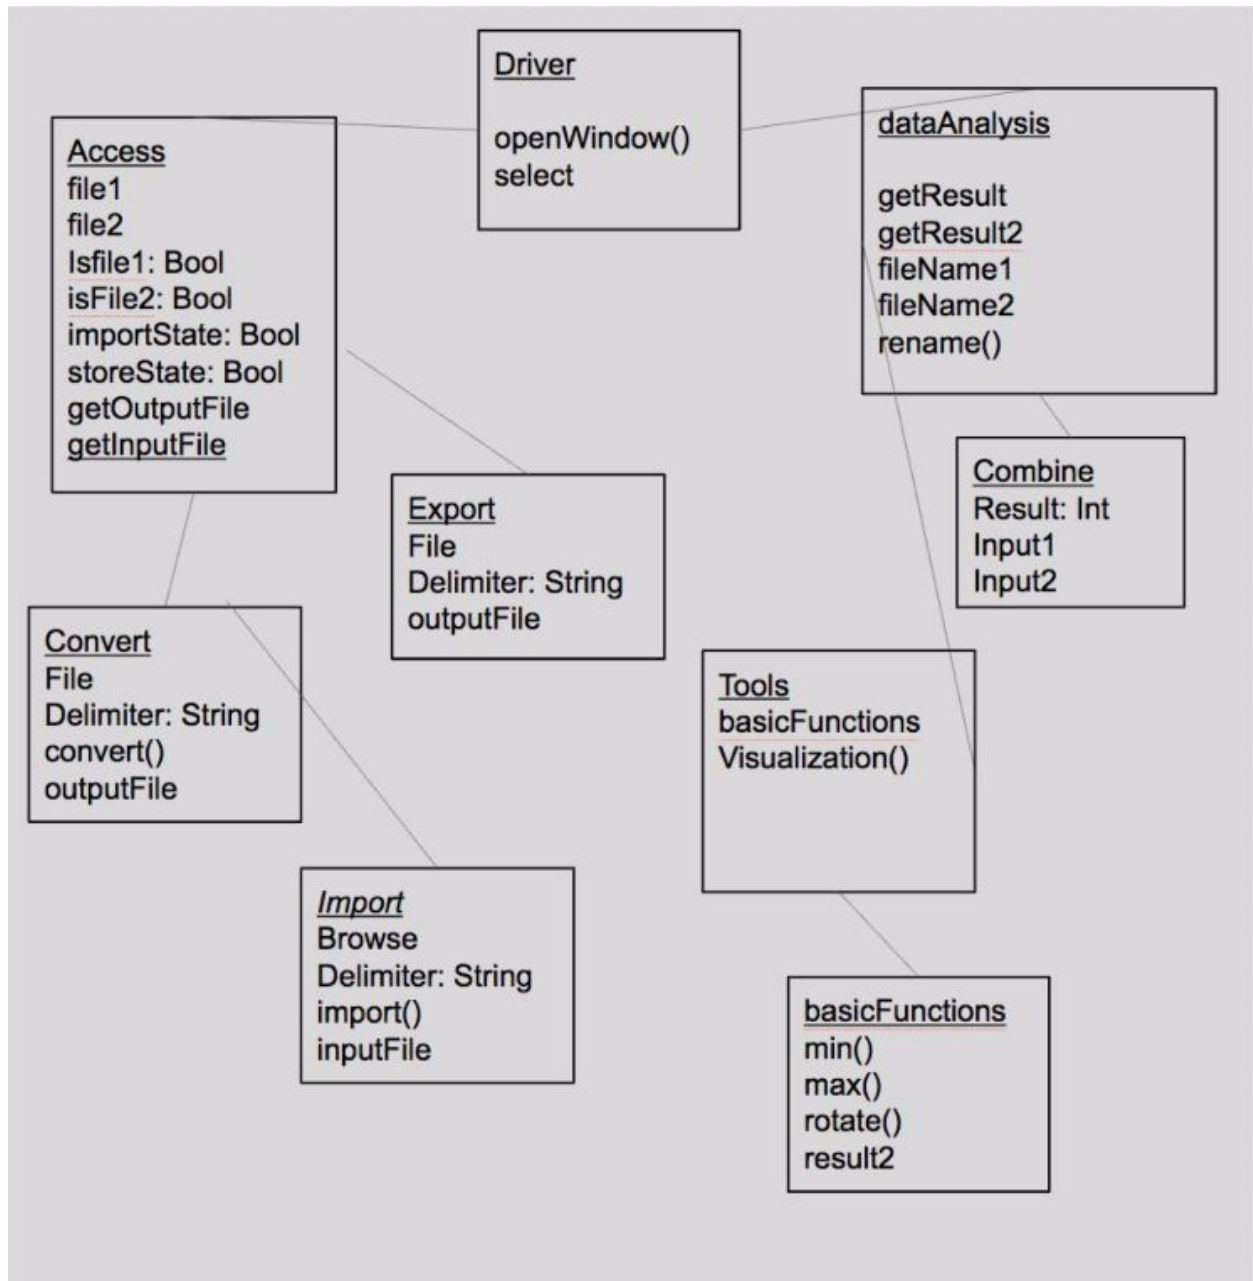 Driver
openWindow()
select
Access
file1
file2
Isfile1: Bool
isFile2: Bool
importState: Bool
storeState: Bool
getOutputFile
getInputFile
dataAnalysis
getResult
getResult2
fileName1
fileName2
rename()
Export
File
Delimiter: String
outputFile
Combine
Result: Int
Input1
Input2
Convert
File
Delimiter: String
convert()
outputFile
Tools
basicFunctions
Visualization()
Import
Browse
Delimiter: String
import()
inputFile
basicFunctions
min()
max()
rotate()
result2